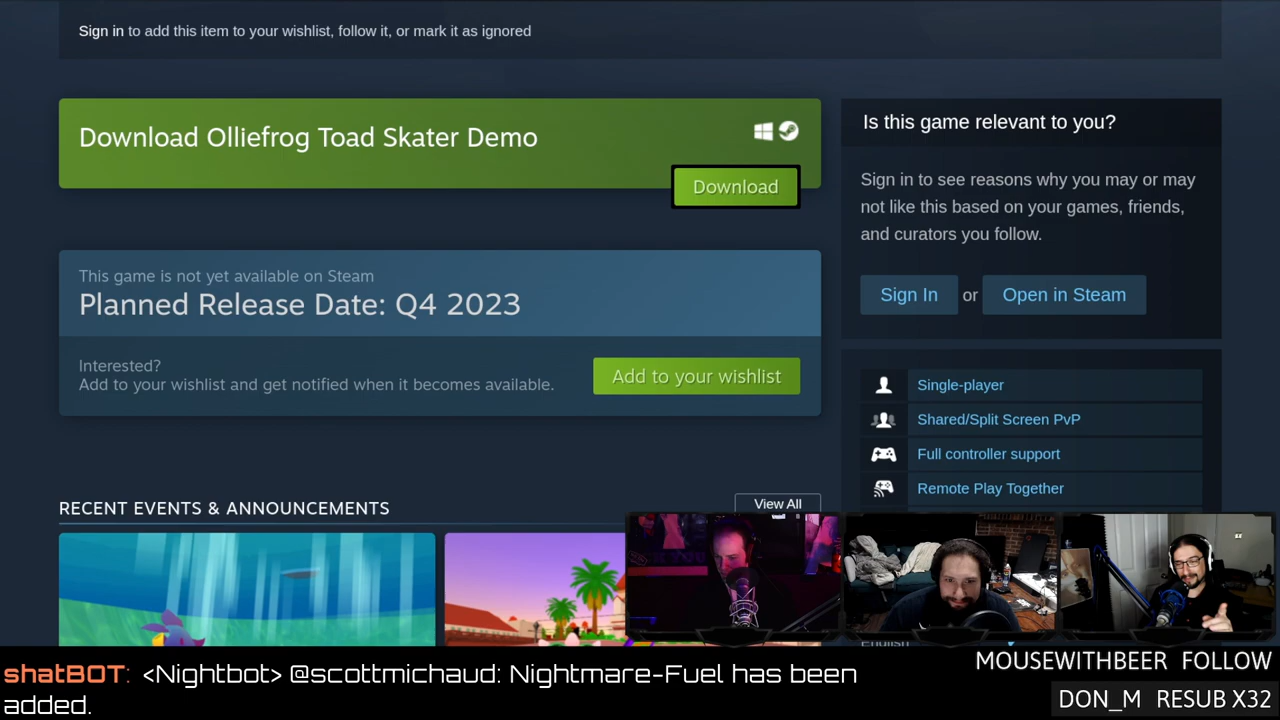 Sign in to add this item to your wishlist, follow it, or mark it as ignored
Download Olliefrog Toad Skater Demo
Download
This game is not yet available on Steam
Planned Release Date: Q4 2023
Interested?
Add to your wishlist and get notified when it becomes available.
Add to your wishlist
RECENT EVENTS & ANNOUNCEMENTS
View All
Is this game relevant to you?
Sign in to see reasons why you may or may
not like this based on your games, friends,
and curators you follow.
Sign In or Open in Steam
Single-player
Shared/Split Screen PvP
Full controller support
Remote Play Together
English
shatBOT: <Nightbot> @scottmichaud: Nightmare-Fuel has been
added.
MOUSEWITHBEER FOLLOW
DON_M RESUB X32